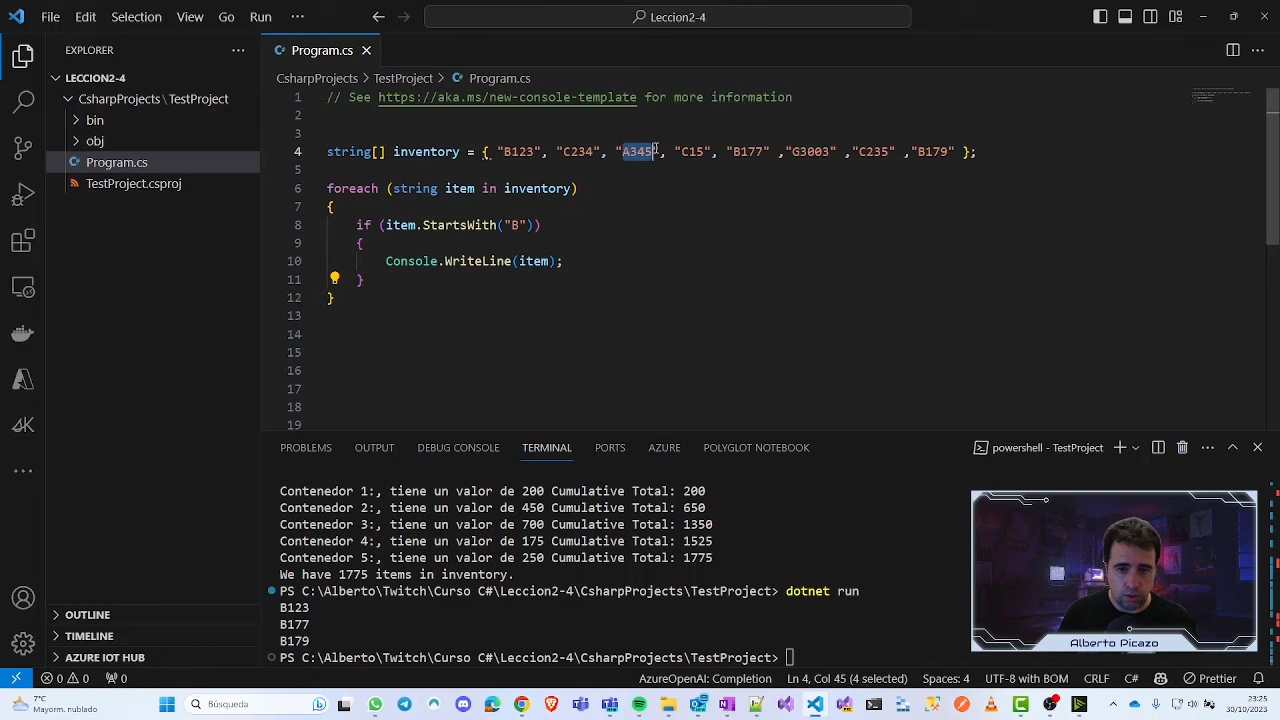 File Edit Selection View Go Run ··· Leccion2-4
EXPLORER ···
LECCION2-4
CsharpProjects\TestProject
bin
obj
Program.cs
TestProject.csproj
OUTLINE
TIMELINE
AZURE IOT HUB
Program.cs
CsharpProjects > TestProject > Program.cs
1 // See https://aka.ms/new-console-template for more information
2
3
4 string[] inventory = { "B123", "C234", "A345", "C15", "B177" ,"G3003" ,"C235" ,"B179" };
5
6 foreach (string item in inventory)
7 {
8 if (item.StartsWith("B"))
9 {
10 Console.WriteLine(item);
11 }
12 }
13
14
15
16
17
18
19
PROBLEMS OUTPUT DEBUG CONSOLE TERMINAL PORTS AZURE POLYGLOT NOTEBOOK powershell - TestProject
Contenedor 1:, tiene un valor de 200 Cumulative Total: 200
Contenedor 2:, tiene un valor de 450 Cumulative Total: 650
Contenedor 3:, tiene un valor de 700 Cumulative Total: 1350
Contenedor 4:, tiene un valor de 175 Cumulative Total: 1525
Contenedor 5:, tiene un valor de 250 Cumulative Total: 1775
We have 1775 items in inventory.
PS C:\Alberto\Twitch\Curso C#\Leccion2-4\CsharpProjects\TestProject> dotnet run
B123
B177
B179
PS C:\Alberto\Twitch\Curso C#\Leccion2-4\CsharpProjects\TestProject>
Alberto Picazo
0 0 0 AzureOpenAI: Completion Ln 4, Col 45 (4 selected) Spaces: 4 UTF-8 with BOM CRLF C# Prettier
7°C
Mayorm. nublado
Búsqueda
23:25
30/10/2023